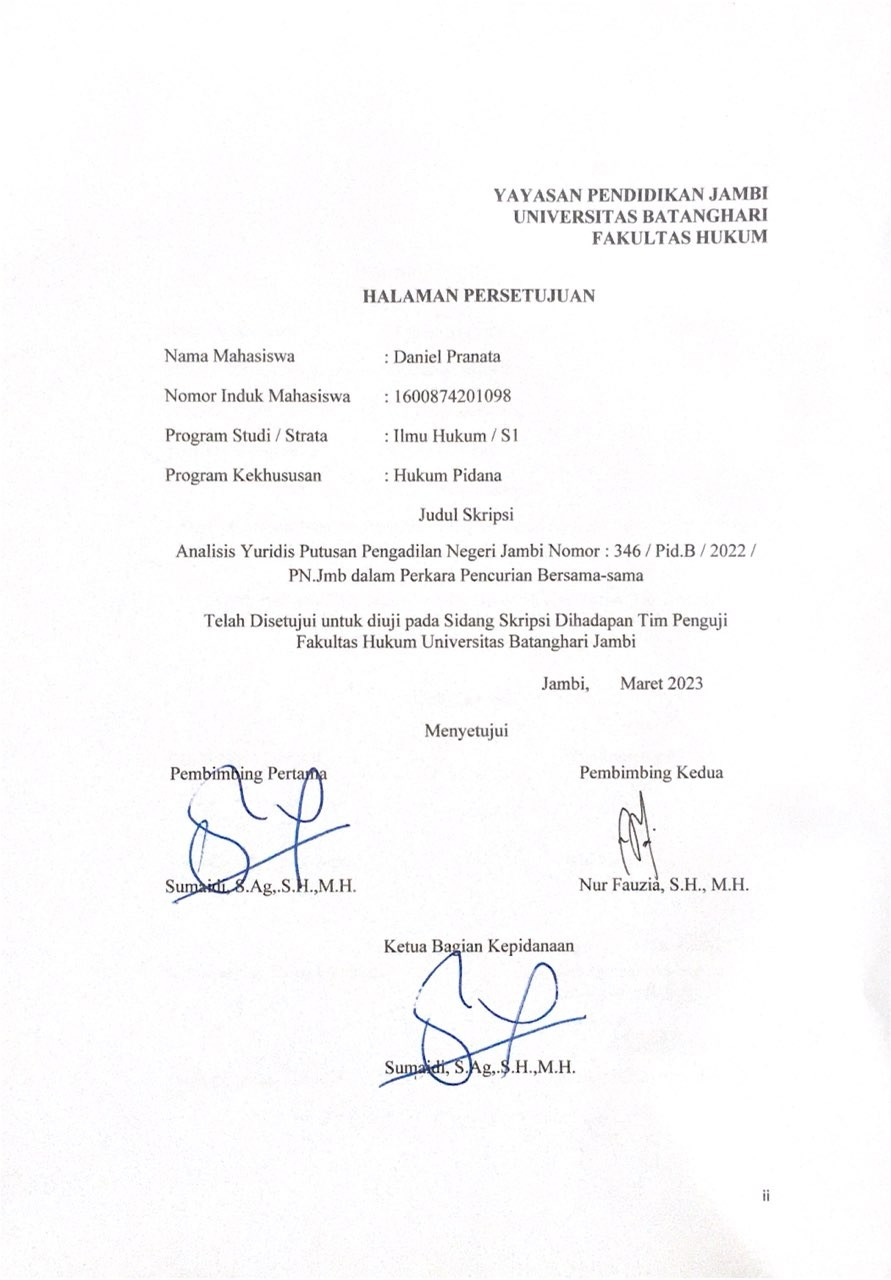 YAYASAN PENDIDIKAN JAMBI
UNIVERSITAS BATANGHARI
FAKULTAS HUKUM
HALAMAN PERSETUJUAN
Nama Mahasiswa : Daniel Pranata
Nomor Induk Mahasiswa : 1600874201098
Program Studi / Strata : Ilmu Hukum / S1
Program Kekhususan : Hukum Pidana
Judul Skripsi
Analisis Yuridis Putusan Pengadilan Negeri Jambi Nomor : 346 / Pid.B / 2022 /
PN.Jmb dalam Perkara Pencurian Bersama-sama
Telah Disetujui untuk diuji pada Sidang Skripsi Dihadapan Tim Penguji
Fakultas Hukum Universitas Batanghari Jambi
Jambi, Maret 2023
Menyetujui
Pembimbing Pertama Pembimbing Kedua
Sumaidi, S.Ag,.S.H.,M.H. Nur Fauzia, S.H., M.H.
Ketua Bagian Kepidanaan
Sumaidi, S.Ag,.S.H.,M.H.
ii